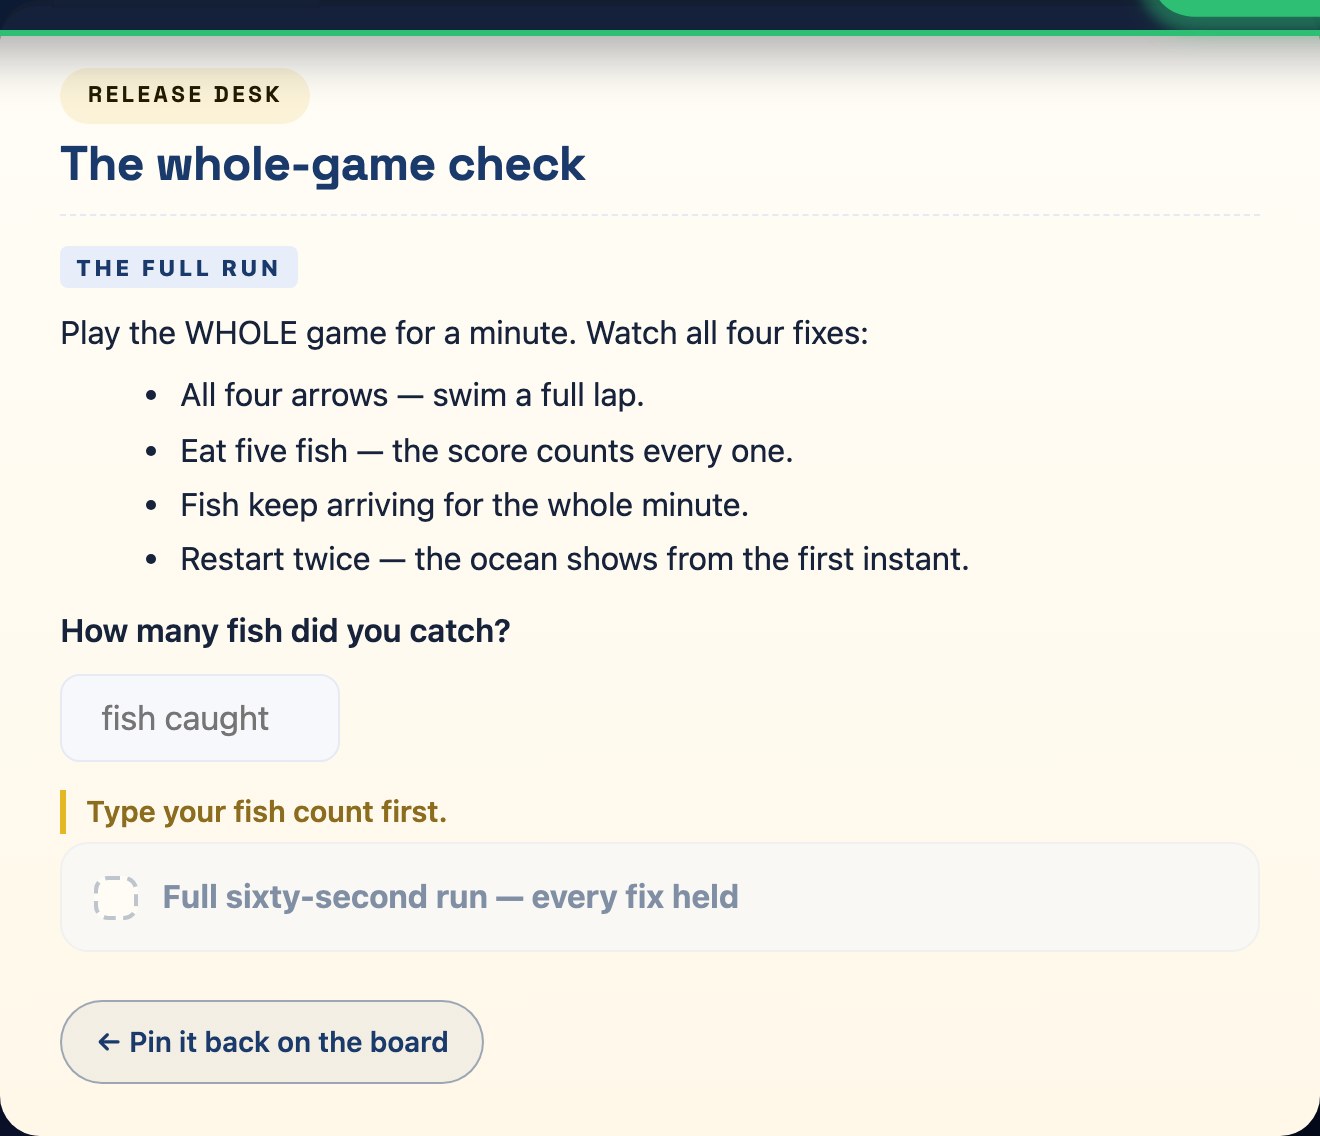 RELEASE DESK
The whole-game check
THE FULL RUN
Play the WHOLE game for a minute. Watch all four fixes:
• All four arrows — swim a full lap.
• Eat five fish — the score counts every one.
• Fish keep arriving for the whole minute.
• Restart twice — the ocean shows from the first instant.
How many fish did you catch?
fish caught
Type your fish count first.
Full sixty-second run — every fix held
← Pin it back on the board